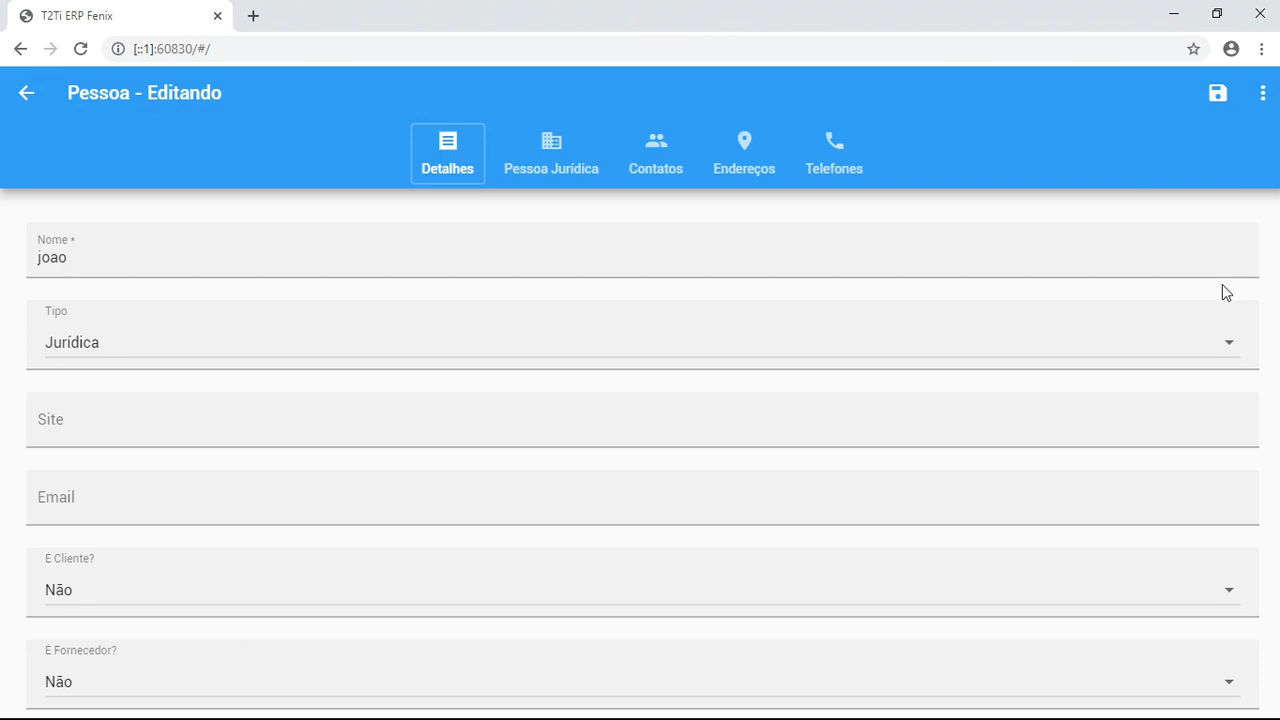 T2Ti ERP Fenix
[::1]:60830/#/
Pessoa - Editando
Detalhes
Pessoa Jurídica
Contatos
Endereços
Telefones
Nome *
joao
Tipo
Jurídica
Site
Email
É Cliente?
Não
É Fornecedor?
Não